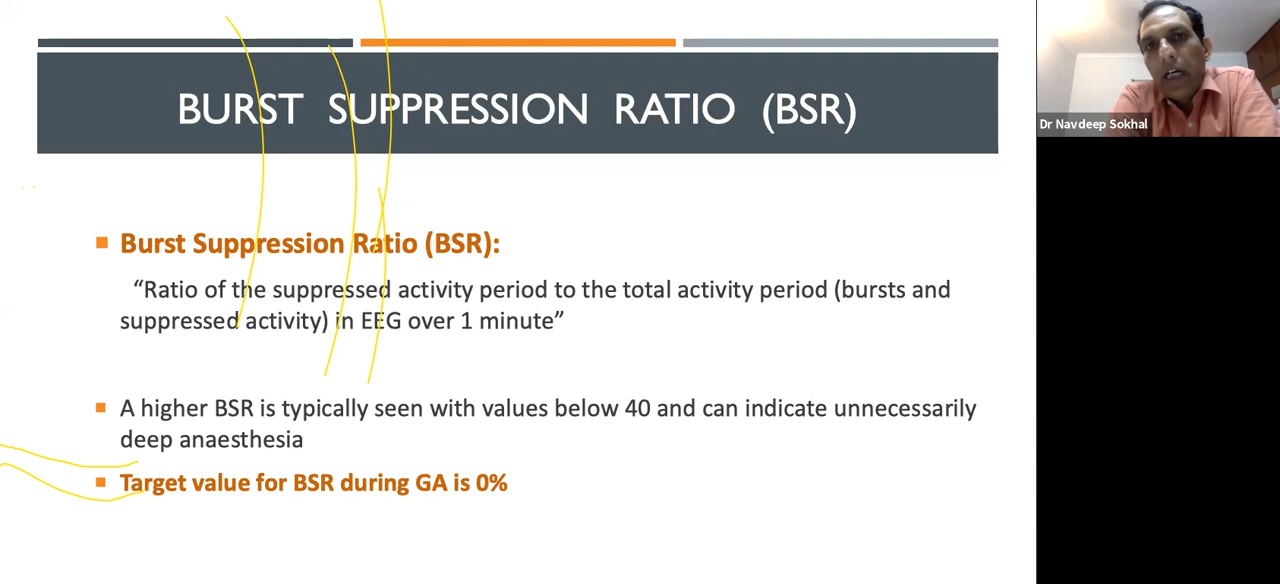 BURST SUPPRESSION RATIO (BSR)
Dr Navdeep Sokhal
Burst Suppression Ratio (BSR):
“Ratio of the suppressed activity period to the total activity period (bursts and
suppressed activity) in EEG over 1 minute”
A higher BSR is typically seen with values below 40 and can indicate unnecessarily
deep anaesthesia
Target value for BSR during GA is 0%